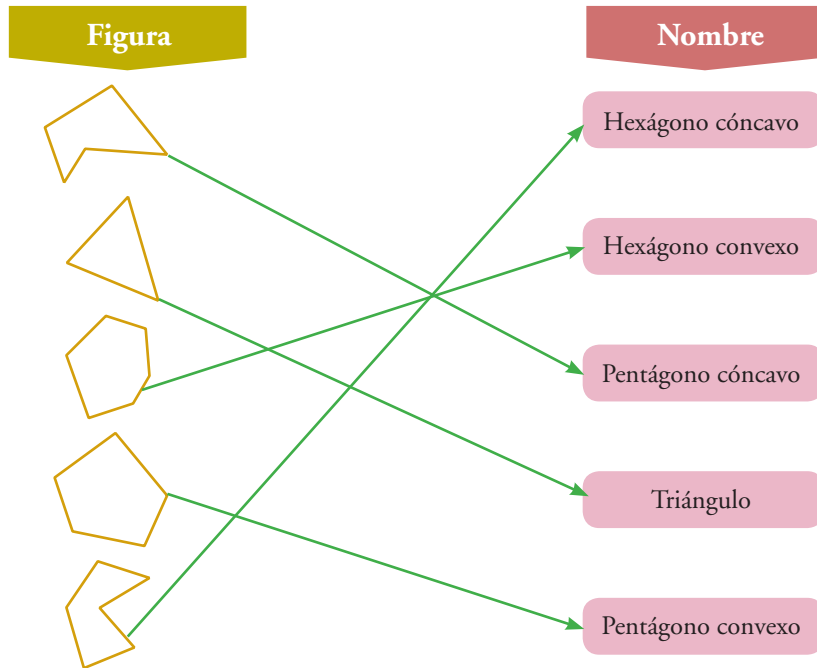 Figura
Nombre
Hexágono cóncavo
Hexágono convexo
Pentágono cóncavo
Triángulo
Pentágono convexo